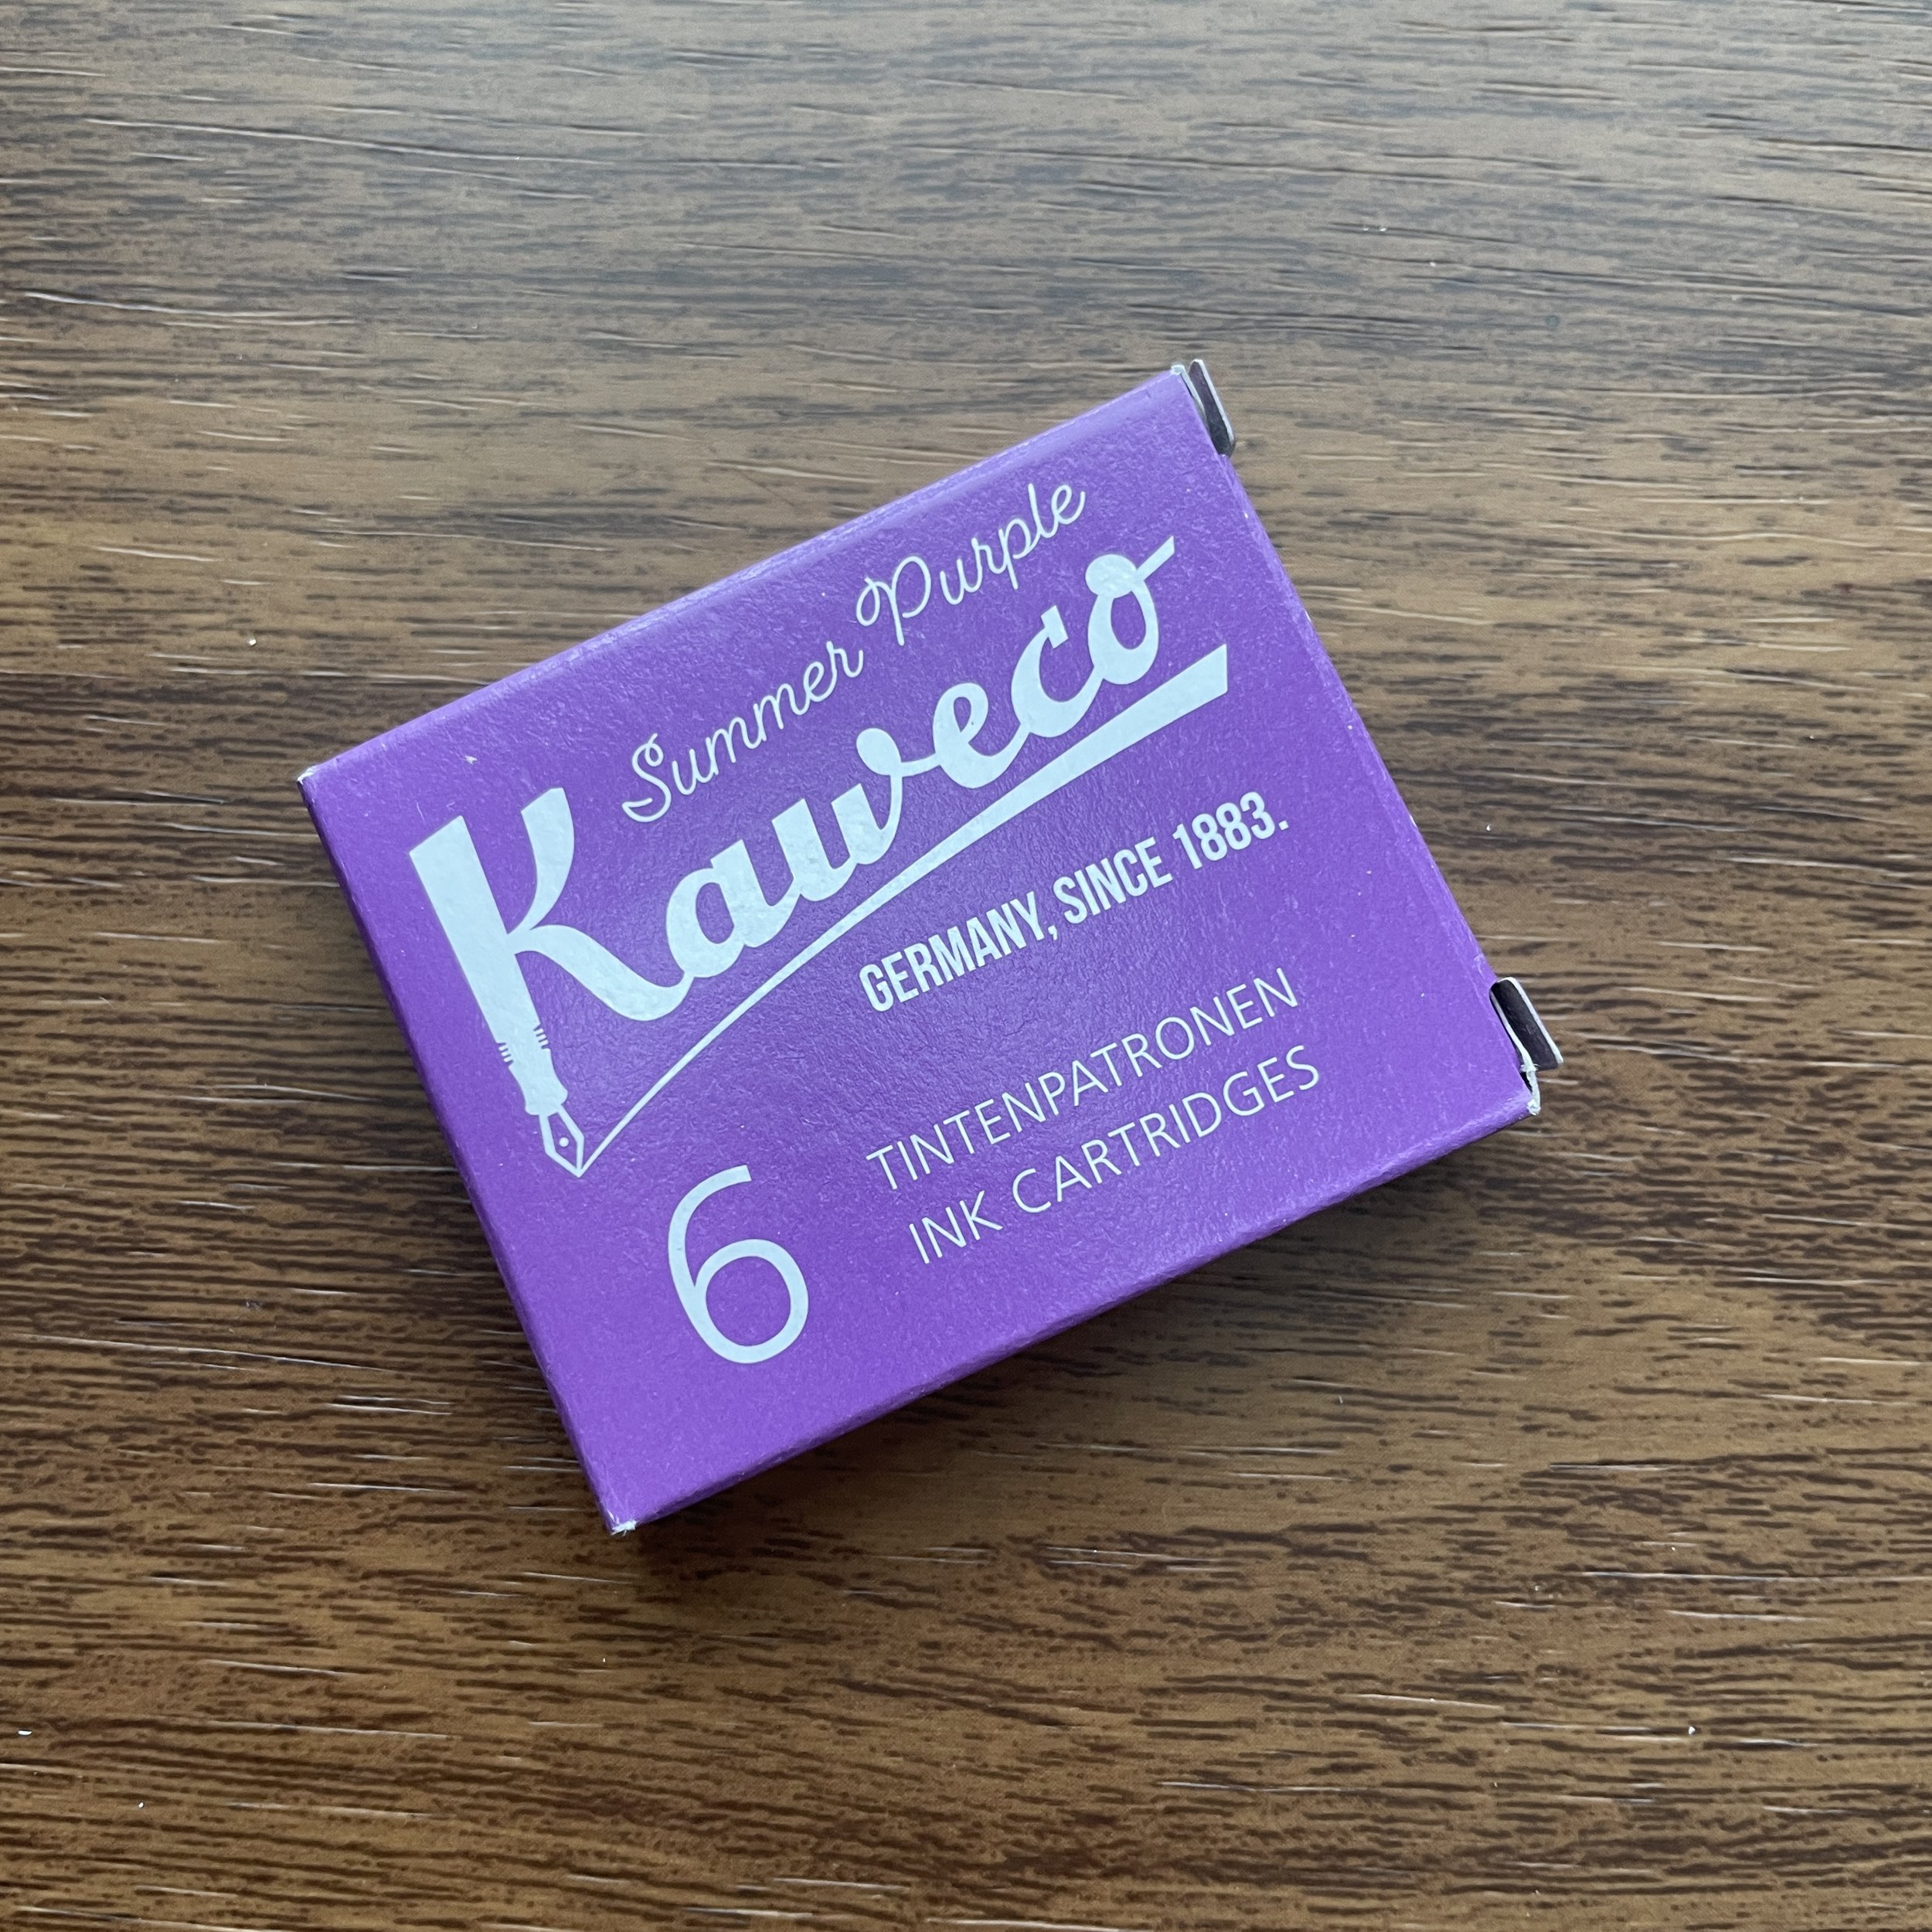 Summer Purple
Kaweco
GERMANY, SINCE 1883.
6
TINTENPATRONEN
INK CARTRIDGES